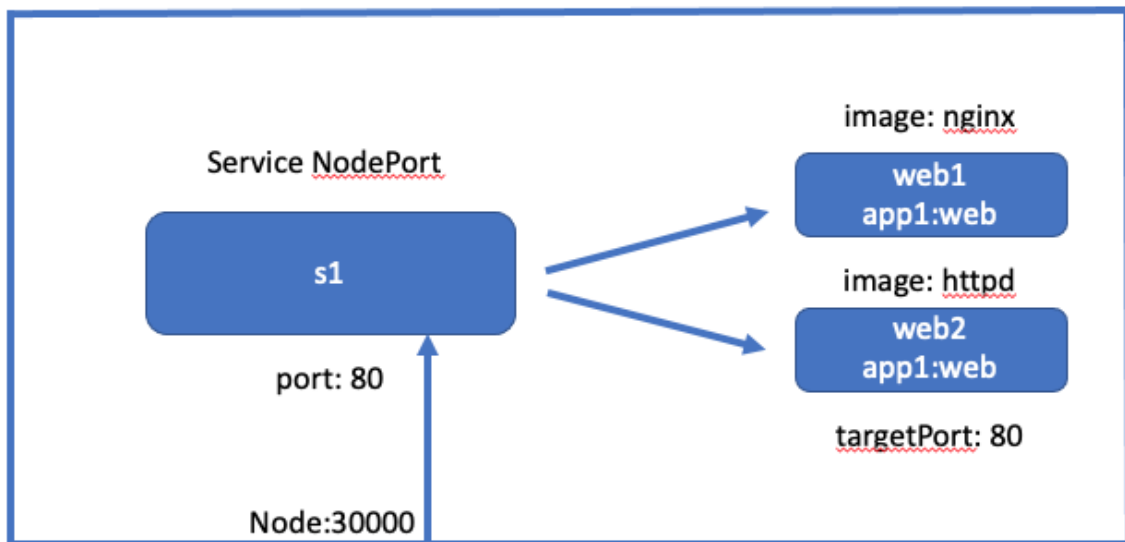 Service NodePort
s1
port: 80
Node:30000
image: nginx
web1
app1:web
image: httpd
web2
app1:web
targetPort: 80